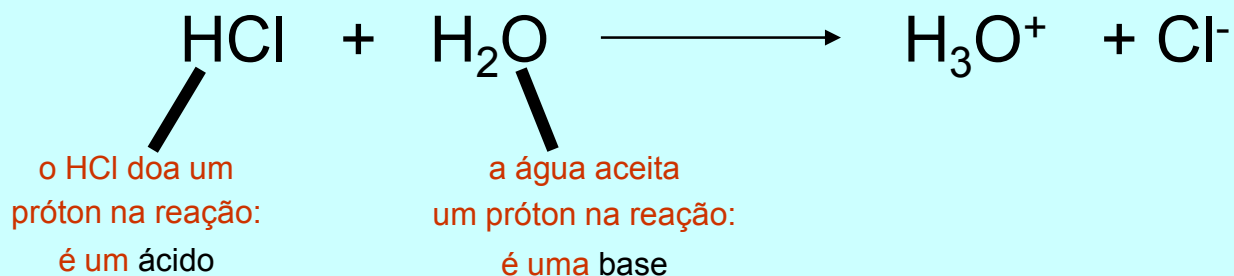 HCl + H₂O ⟶ H₃O⁺ + Cl⁻
o HCl doa um
próton na reação:
é um ácido
a água aceita
um próton na reação:
é uma base